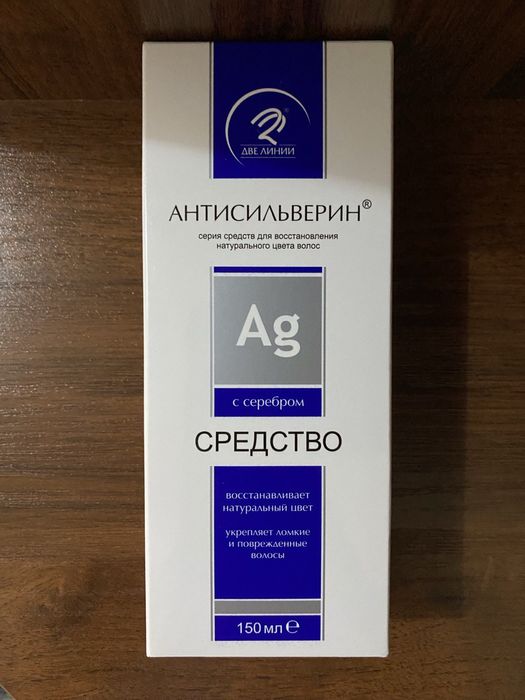 ®
ДВЕ ЛИНИИ
АНТИСИЛЬВЕРИН®
серия средств для восстановления
натурального цвета волос
Ag
с серебром
СРЕДСТВО
восстанавливает
натуральный цвет
укрепляет ломкие
и поврежденные
волосы
150 мл ℮